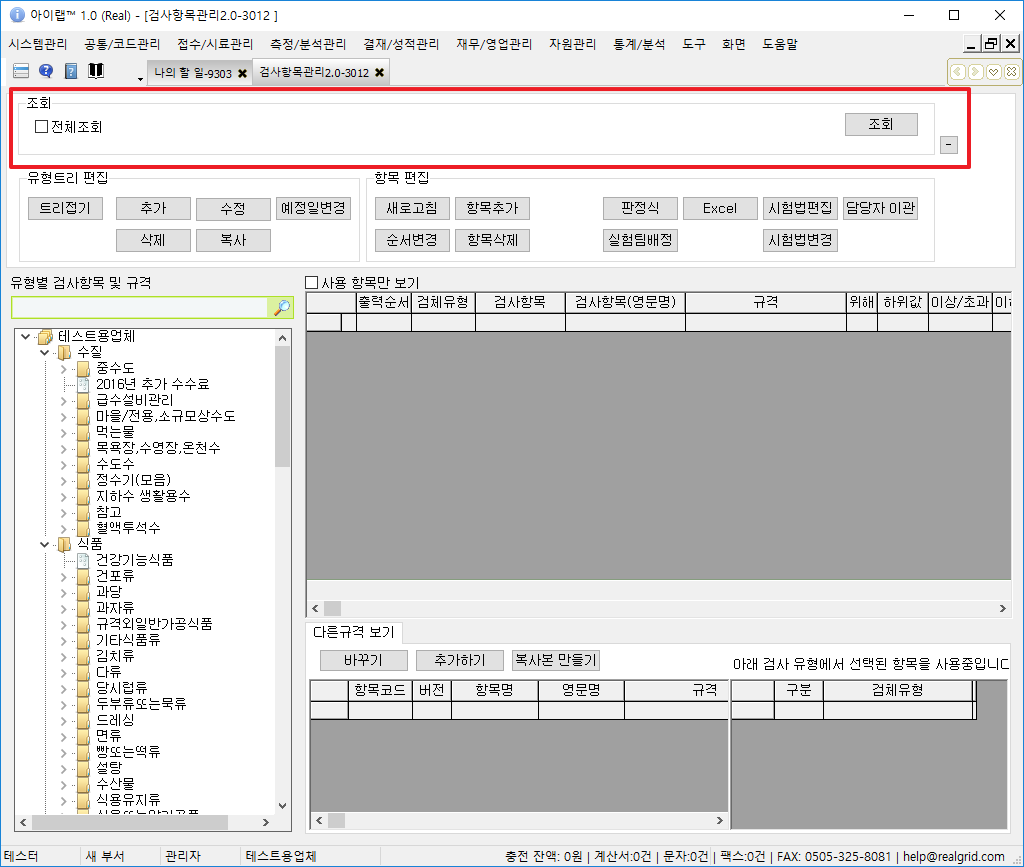 아이랩™ 1.0 (Real) - [검사항목관리2.0-3012 ]
시스템관리 공통/코드관리 접수/시료관리 측정/분석관리 결재/성적관리 재무/영업관리 자원관리 통계/분석 도구 화면 도움말
나의 할 일-9303 검사항목관리2.0-3012
조회
전체조회 조회
-
유형트리 편집 항목 편집
트리접기 추가 수정 예정일변경 새로고침 항목추가 판정식 Excel 시험법편집 담당자 이관
삭제 복사 순서변경 항목삭제 실험팀배정 시험법변경
유형별 검사항목 및 규격
사용 항목만 보기
출력순서 검체유형 검사항목 검사항목(영문명) 규격 위해 하위값 이상/초과
테스트용업체
수질
중수도
2016년 추가 수수료
급수설비관리
마을/전용,소규모상수도
먹는물
목욕장,수영장,온천수
수도수
정수기(모음)
지하수 생활용수
참고
혈액투석수
식품
건강기능식품
건포류
과당
과자류
규격외일반가공식품
기타식품류
김치류
다류
당시럽류
두부류또는묵류
드레싱
면류
빵또는떡류
설탕
수산물
식용유지류
다른규격 보기
바꾸기 추가하기 복사본 만들기
아래 검사 유형에서 선택된 항목을 사용중입니다
항목코드 버전 항목명 영문명 규격 구분 검체유형
테스터 새 부서 관리자 테스트용업체 충전 잔액: 0원 | 계산서:0건 | 문자:0건 | 팩스:0건 | FAX: 0505-325-8081 | help@realgrid.com